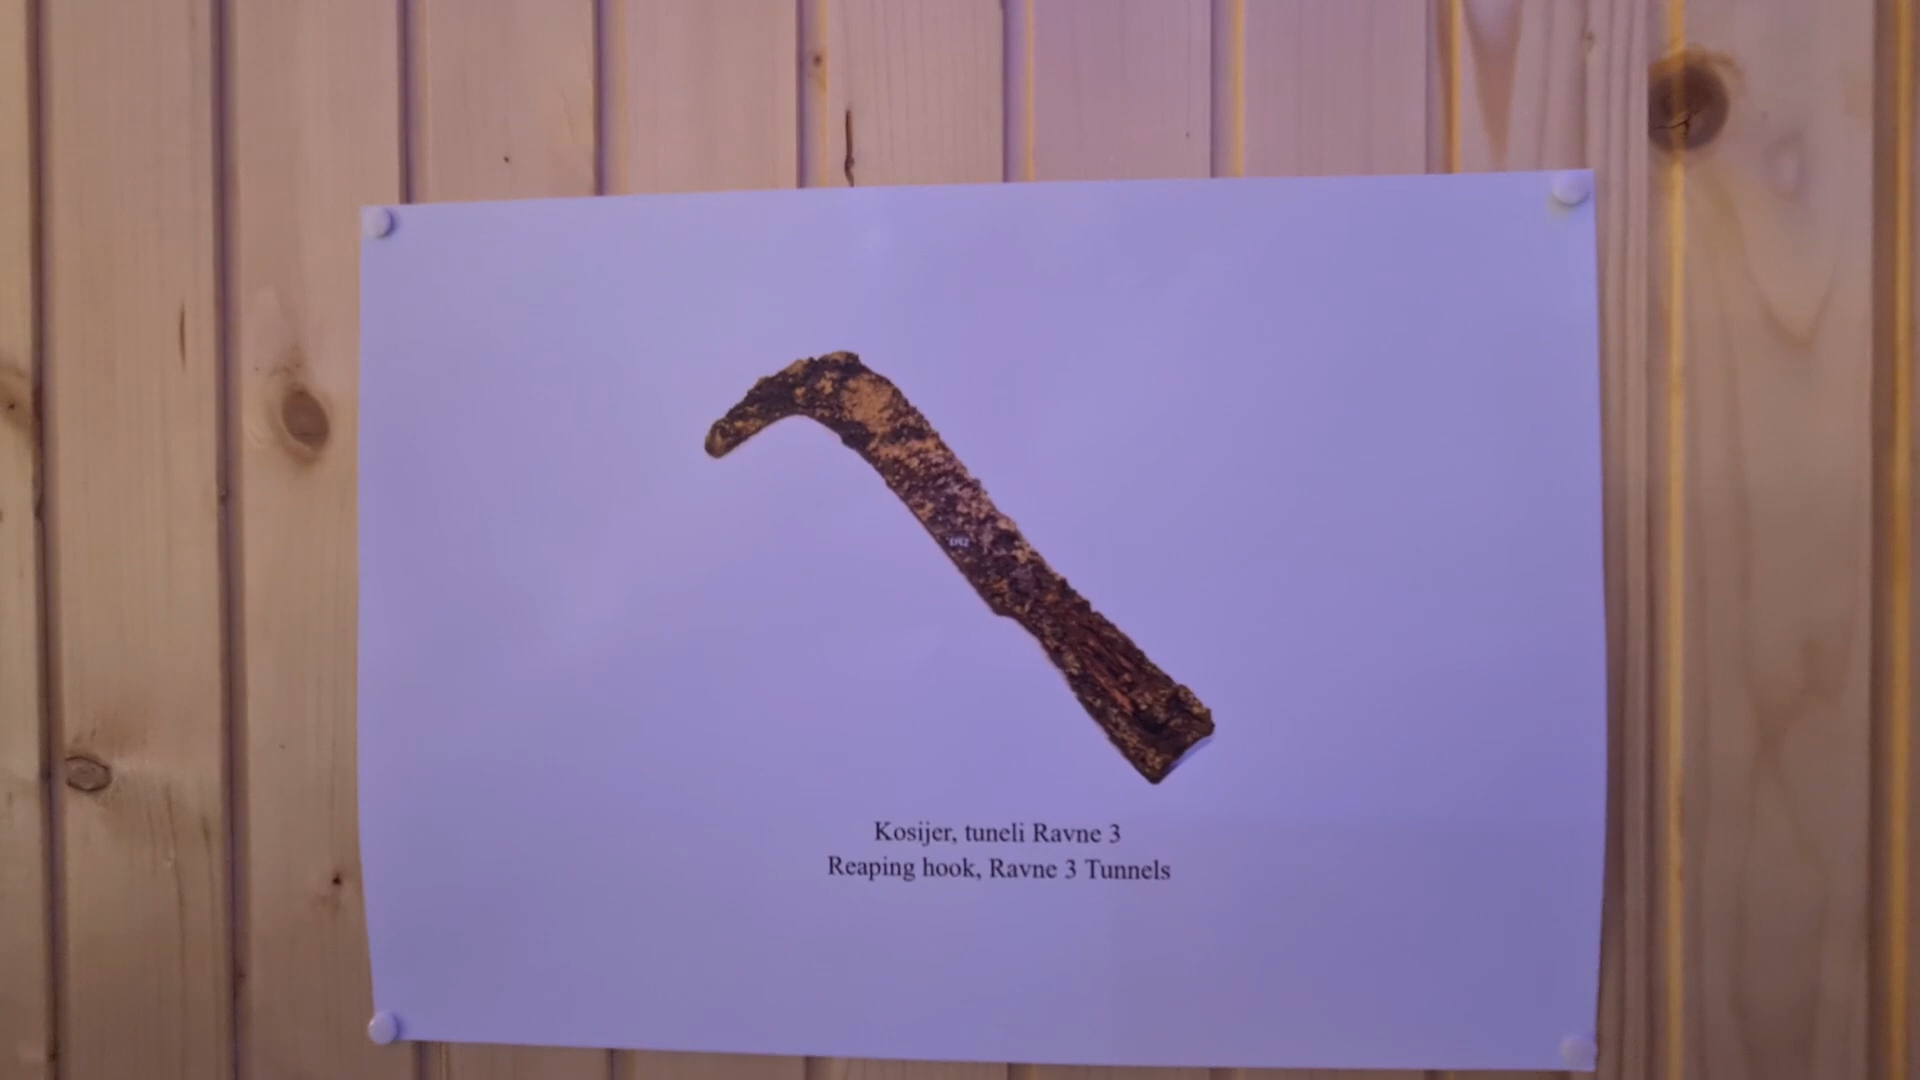 Kosijer, tuneli Ravne 3
Reaping hook, Ravne 3 Tunnels